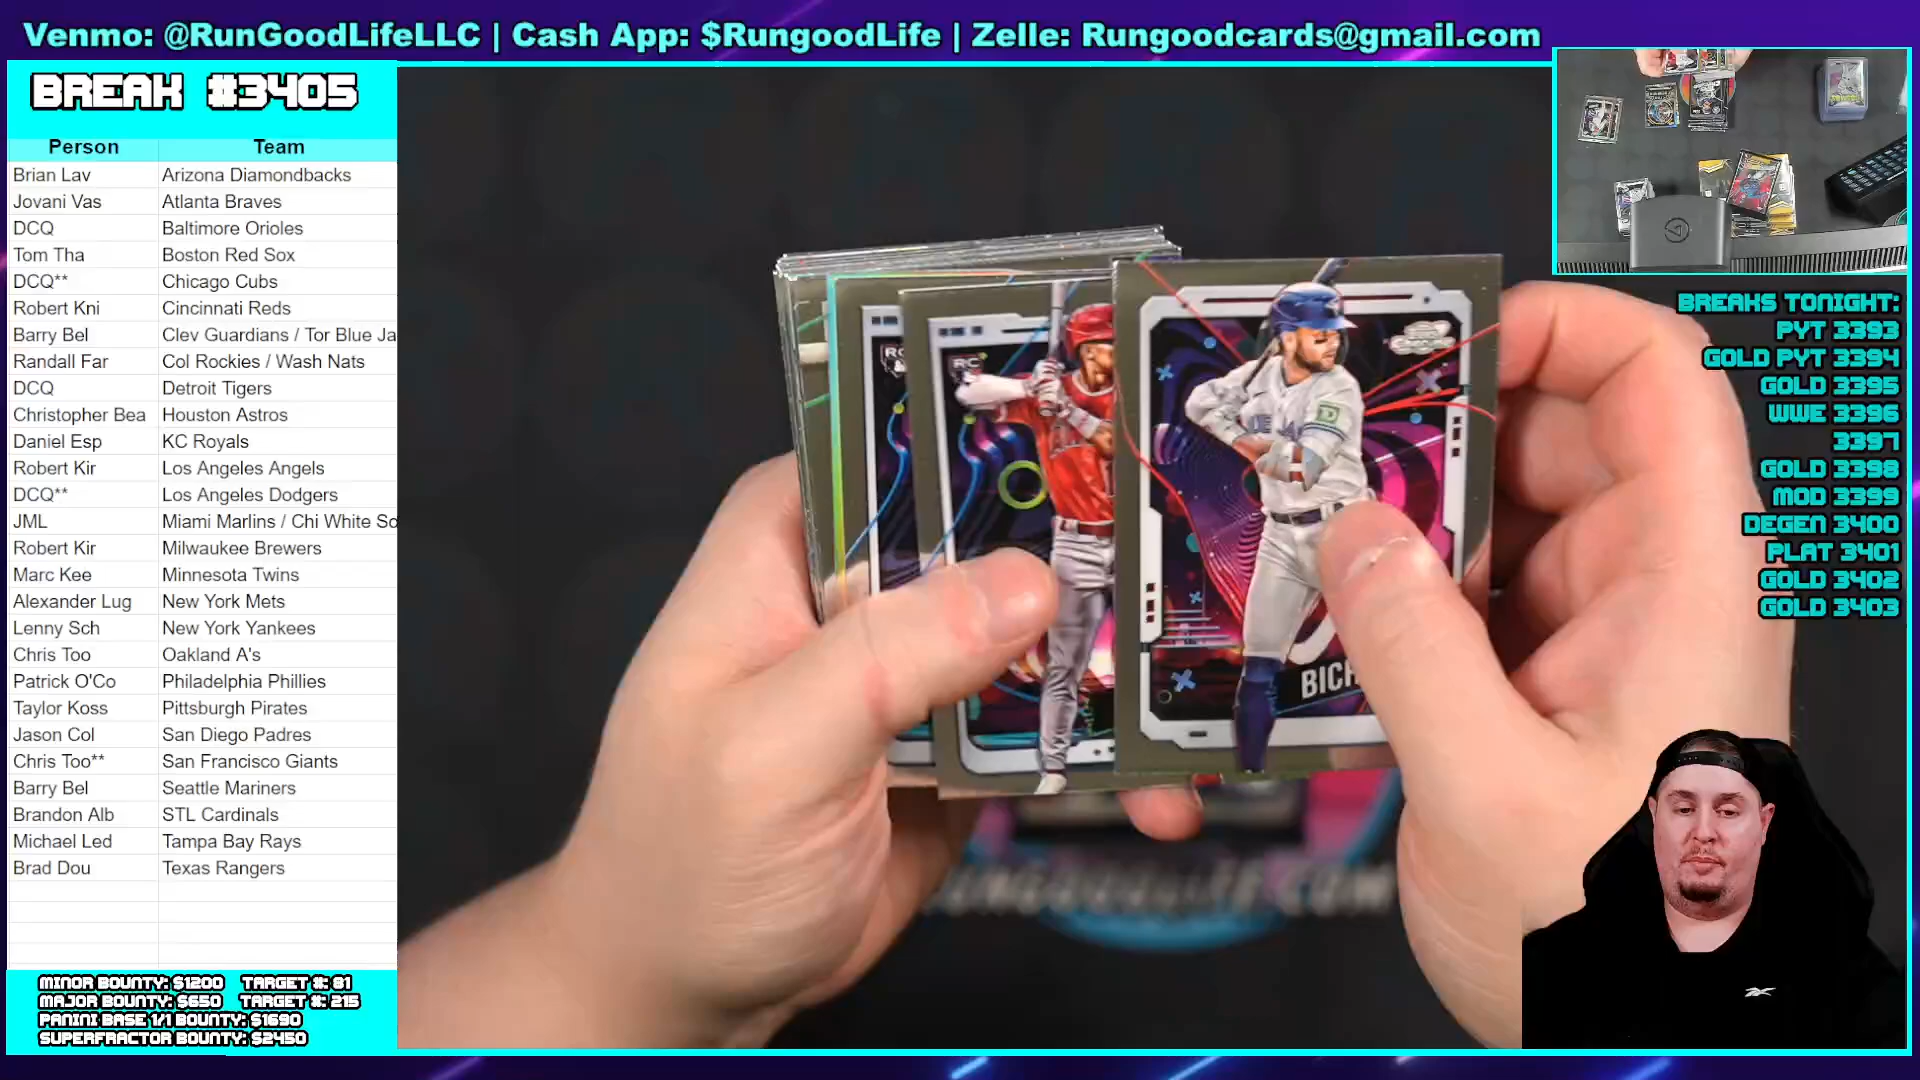 Venmo: @RunGoodLifeLLC | Cash App: $RungoodLife | Zelle: Rungoodcards@gmail.com
BREAK #3405
Person Team
Brian Lav Arizona Diamondbacks
Jovani Vas Atlanta Braves
DCQ Baltimore Orioles
Tom Tha Boston Red Sox
DCQ** Chicago Cubs
Robert Kni Cincinnati Reds
Barry Bel Clev Guardians / Tor Blue Ja
Randall Far Col Rockies / Wash Nats
DCQ Detroit Tigers
Christopher Bea Houston Astros
Daniel Esp KC Royals
Robert Kir Los Angeles Angels
DCQ** Los Angeles Dodgers
JML Miami Marlins / Chi White So
Robert Kir Milwaukee Brewers
Marc Kee Minnesota Twins
Alexander Lug New York Mets
Lenny Sch New York Yankees
Chris Too Oakland A's
Patrick O'Co Philadelphia Phillies
Taylor Koss Pittsburgh Pirates
Jason Col San Diego Padres
Chris Too** San Francisco Giants
Barry Bel Seattle Mariners
Brandon Alb STL Cardinals
Michael Led Tampa Bay Rays
Brad Dou Texas Rangers
MINOR BOUNTY: $1200 TARGET #: 81
MAJOR BOUNTY: $650 TARGET #: 215
PANINI BASE 1/1 BOUNTY: $1690
SUPERFRACTOR BOUNTY: $2450
RC
RC
BICH
RUNGOODLIFE.COM
BREAKS TONIGHT:
PYT 3393
GOLD PYT 3394
GOLD 3395
WWE 3396
3397
GOLD 3398
MOD 3399
DEGEN 3400
PLAT 3401
GOLD 3402
GOLD 3403